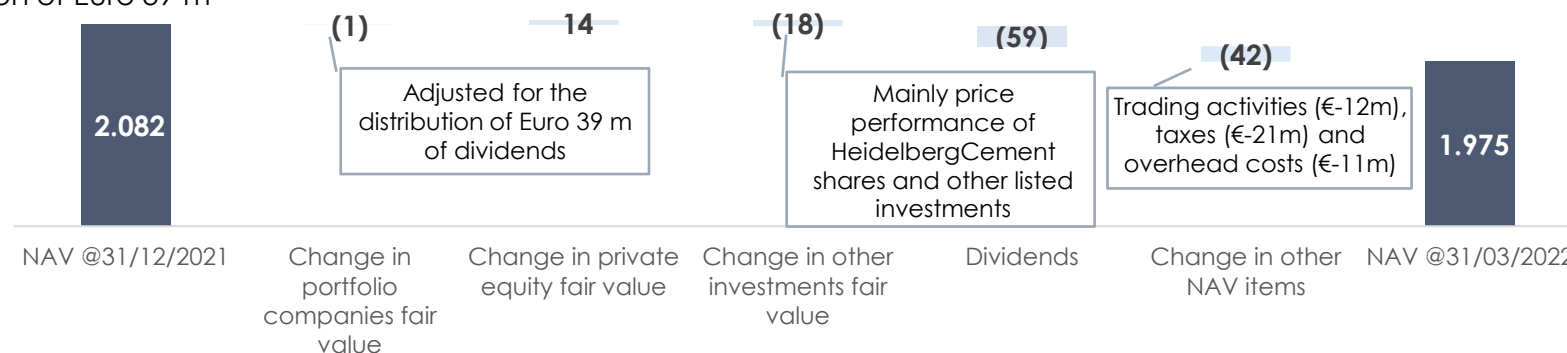 (1)
14
(18)
(59)
(42)
2.082
Adjusted for the
distribution of Euro 39 m
of dividends
Mainly price
performance of
HeidelbergCement
shares and other listed
investments
Trading activities (€-12m),
taxes (€-21m) and
overhead costs (€-11m)
1.975
NAV @31/12/2021
Change in
portfolio
companies fair
value
Change in private
equity fair value
Change in other
investments fair
value
Dividends
Change in other
NAV items
NAV @31/03/2022